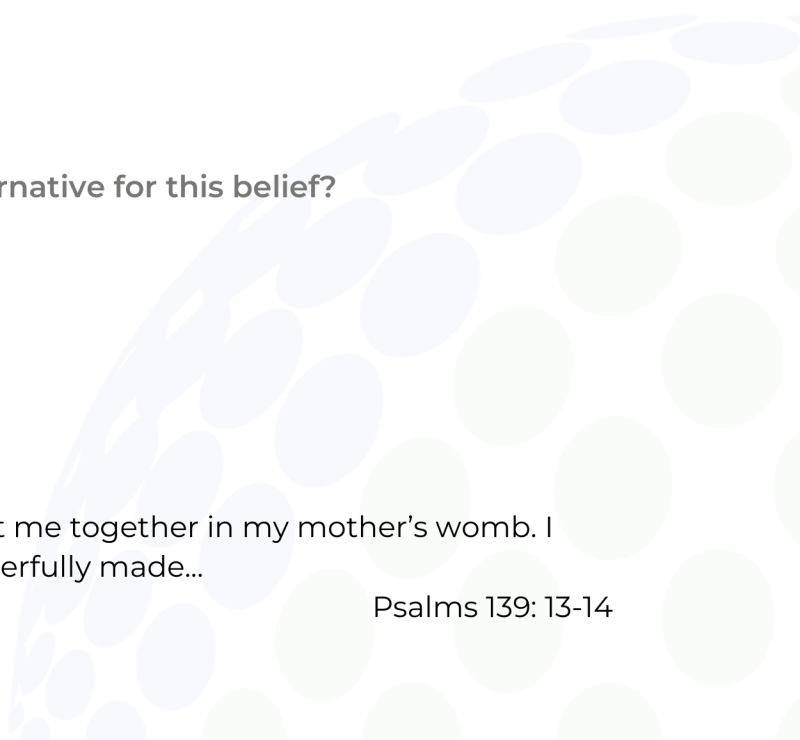 rnative for this belief?
t me together in my mother’s womb. I
erfully made...
Psalms 139: 13-14